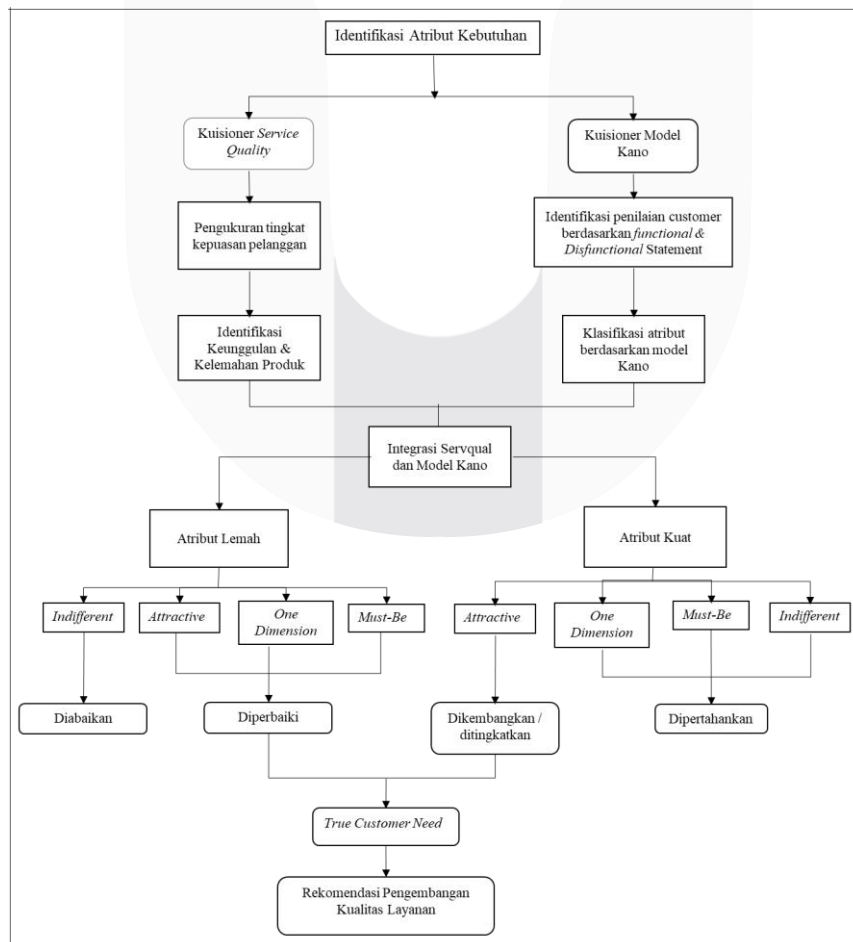 Identifikasi Atribut Kebutuhan
Kuisioner Service
Quality
Kuisioner Model
Kano
Pengukuran tingkat
kepuasan pelanggan
Identifikasi penilaian customer
berdasarkan functional &
Disfunctional Statement
Identifikasi
Keunggulan &
Kelemahan Produk
Klasifikasi atribut
berdasarkan model
Kano
Integrasi Servqual
dan Model Kano
Atribut Lemah
Atribut Kuat
Indifferent
Attractive
One
Dimension
Must-Be
Attractive
One
Dimension
Must-Be
Indifferent
Diabaikan
Diperbaiki
Dikembangkan /
ditingkatkan
Dipertahankan
True Customer Need
Rekomendasi Pengembangan
Kualitas Layanan